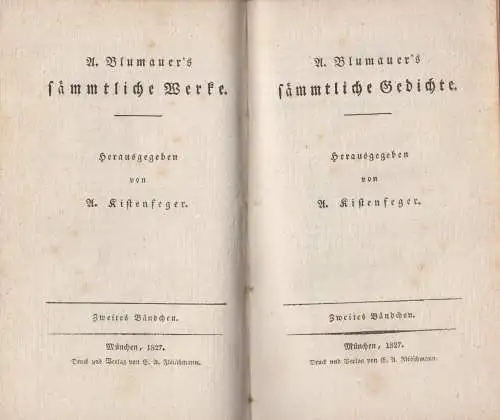 A. Blumauer's
sämmtliche Werke.
Herausgegeben
von
A. Kistenfeger.
Zweites Bändchen.
München, 1827.
Druck und Verlag von E. A. Fleischmann.
A. Blumauer's
sämmtliche Gedichte.
Herausgegeben
von
A. Kistenfeger.
Zweites Bändchen.
München, 1827.
Druck und Verlag von E. A. Fleischmann.